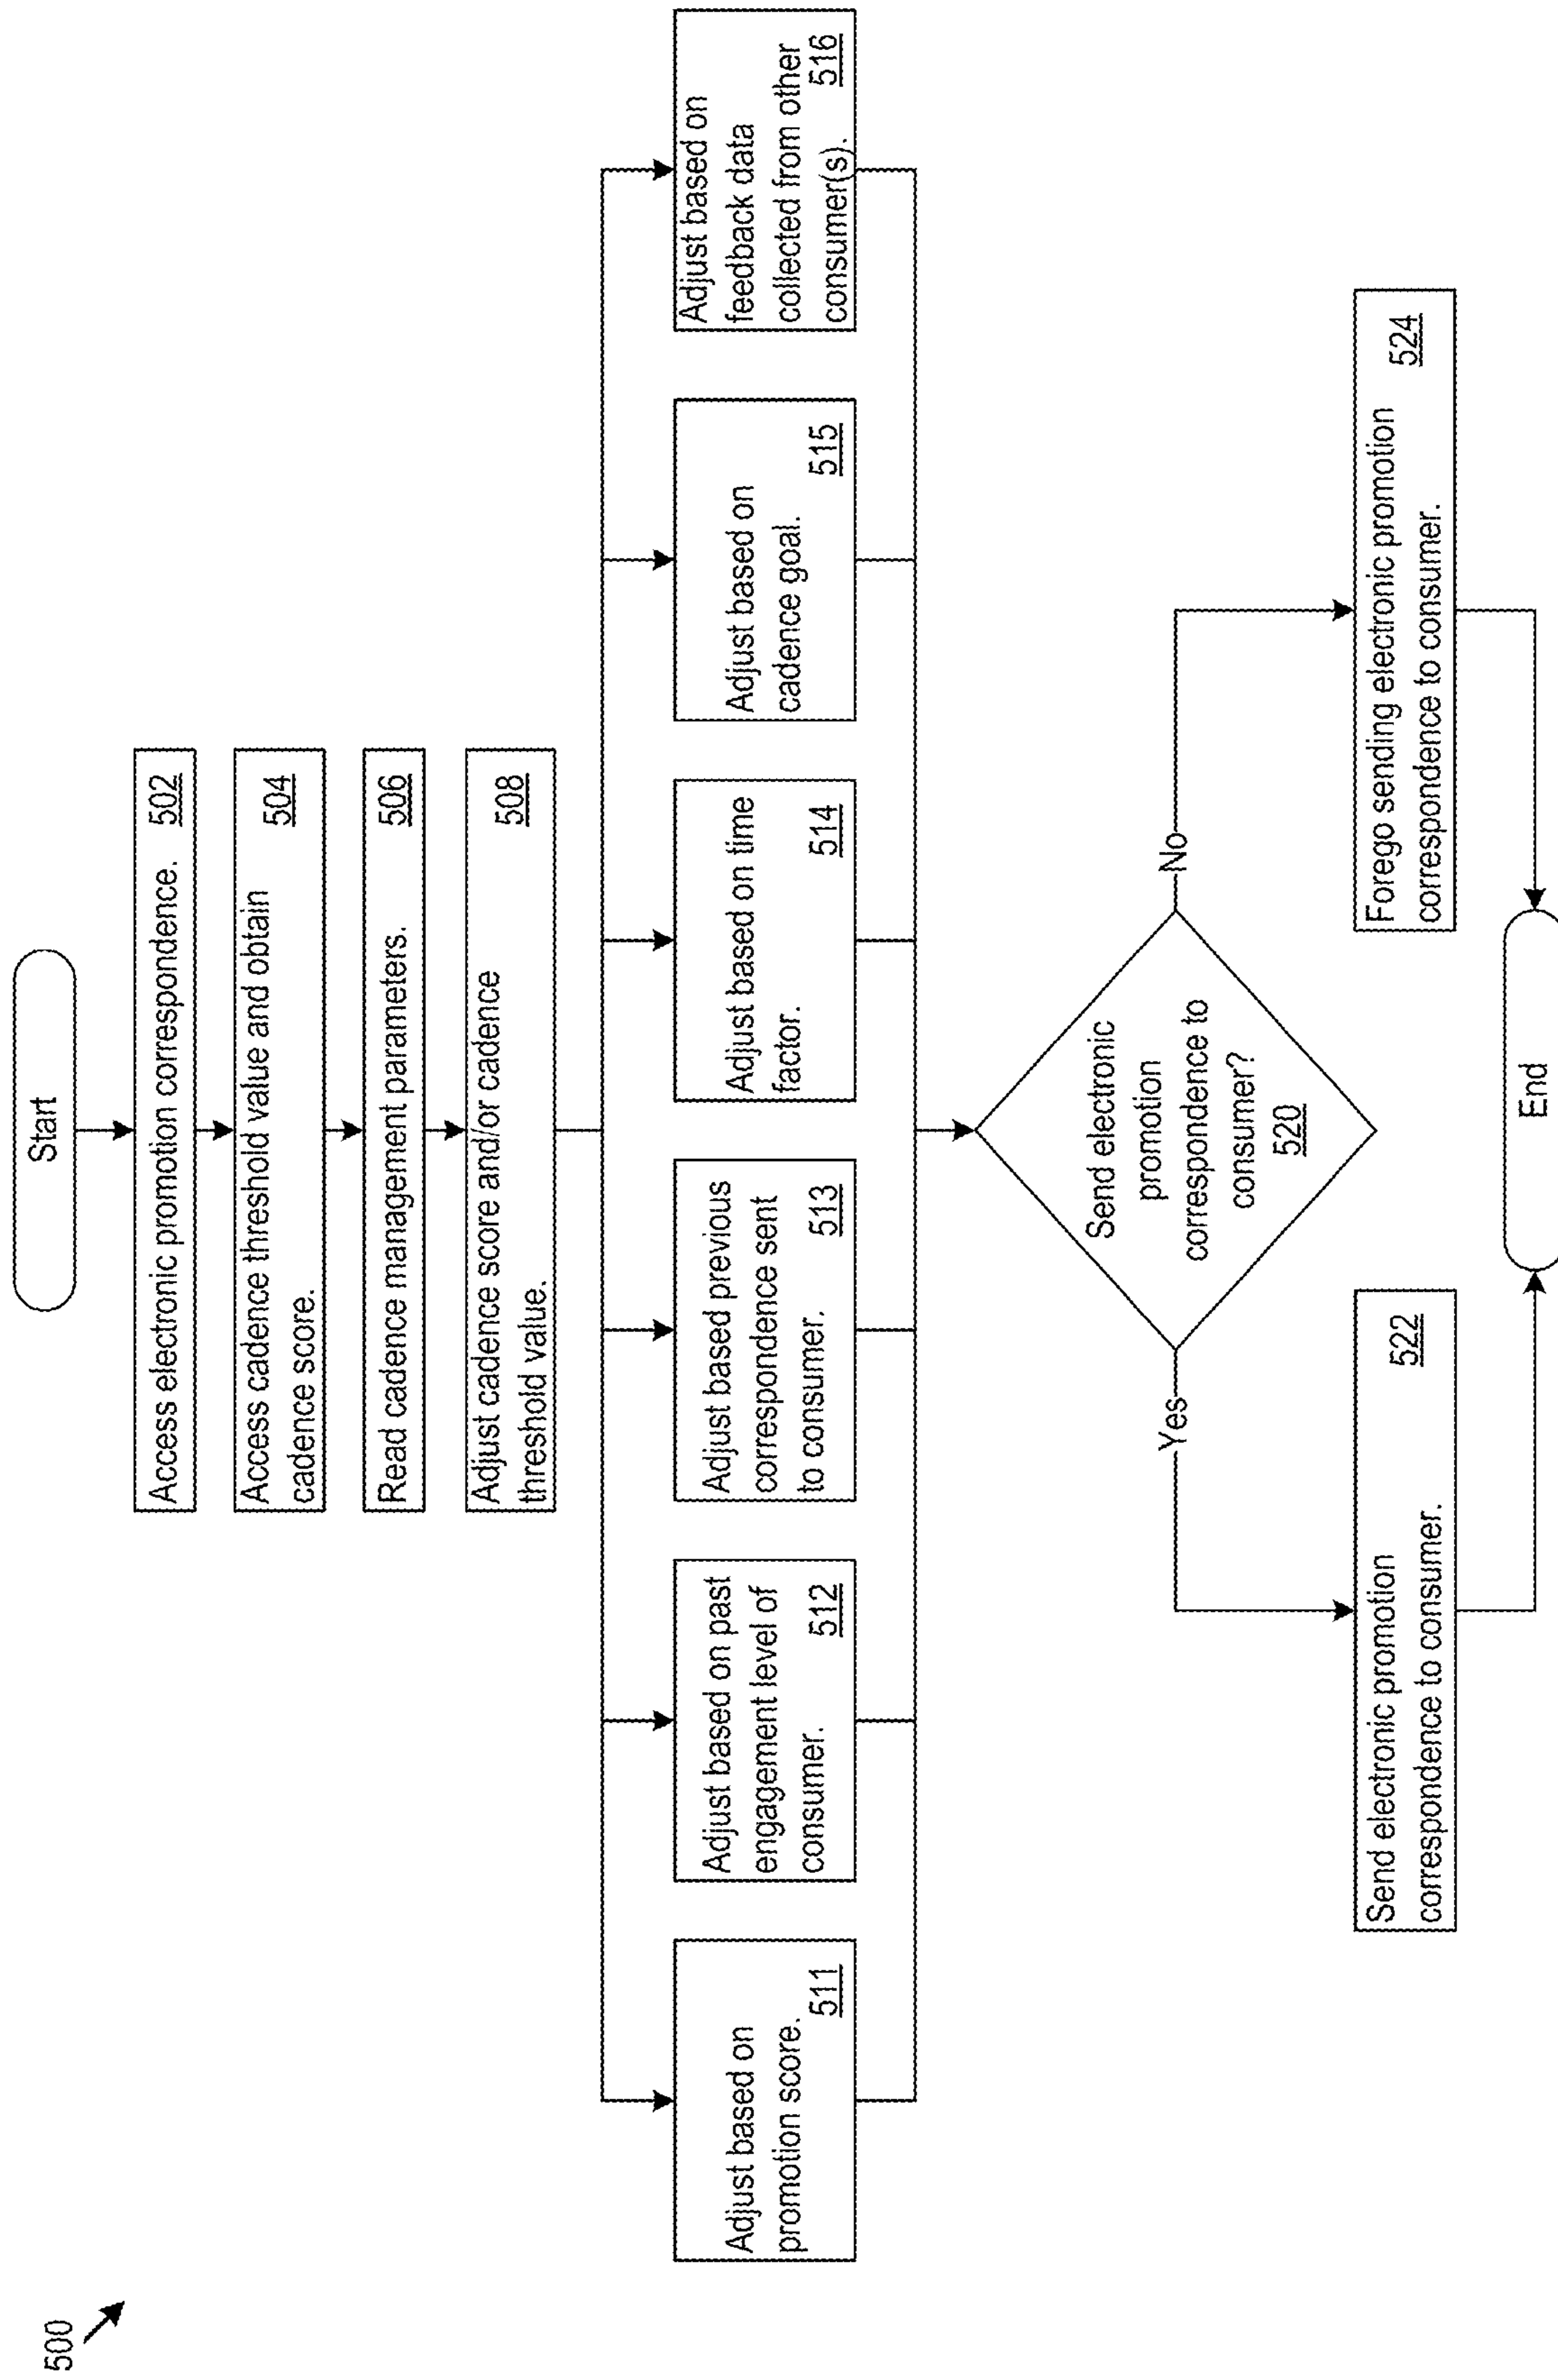 500
Start
Access electronic promotion correspondence. 502
Access cadence threshold value and obtain
cadence score. 504
Read cadence management parameters. 506
Adjust cadence score and/or cadence
threshold value. 508
Adjust based on
promotion score.
511
Adjust based on past
engagement level of
consumer. 512
Adjust based previous
correspondence sent
to consumer. 513
Adjust based on time
factor.
514
Adjust based on
cadence goal.
515
Adjust based on
feedback data
collected from other
consumer(s). 516
Send electronic
promotion
correspondence to
consumer?
520
Yes
No
Send electronic promotion
correspondence to consumer. 522
Forego sending electronic promotion
correspondence to consumer. 524
End